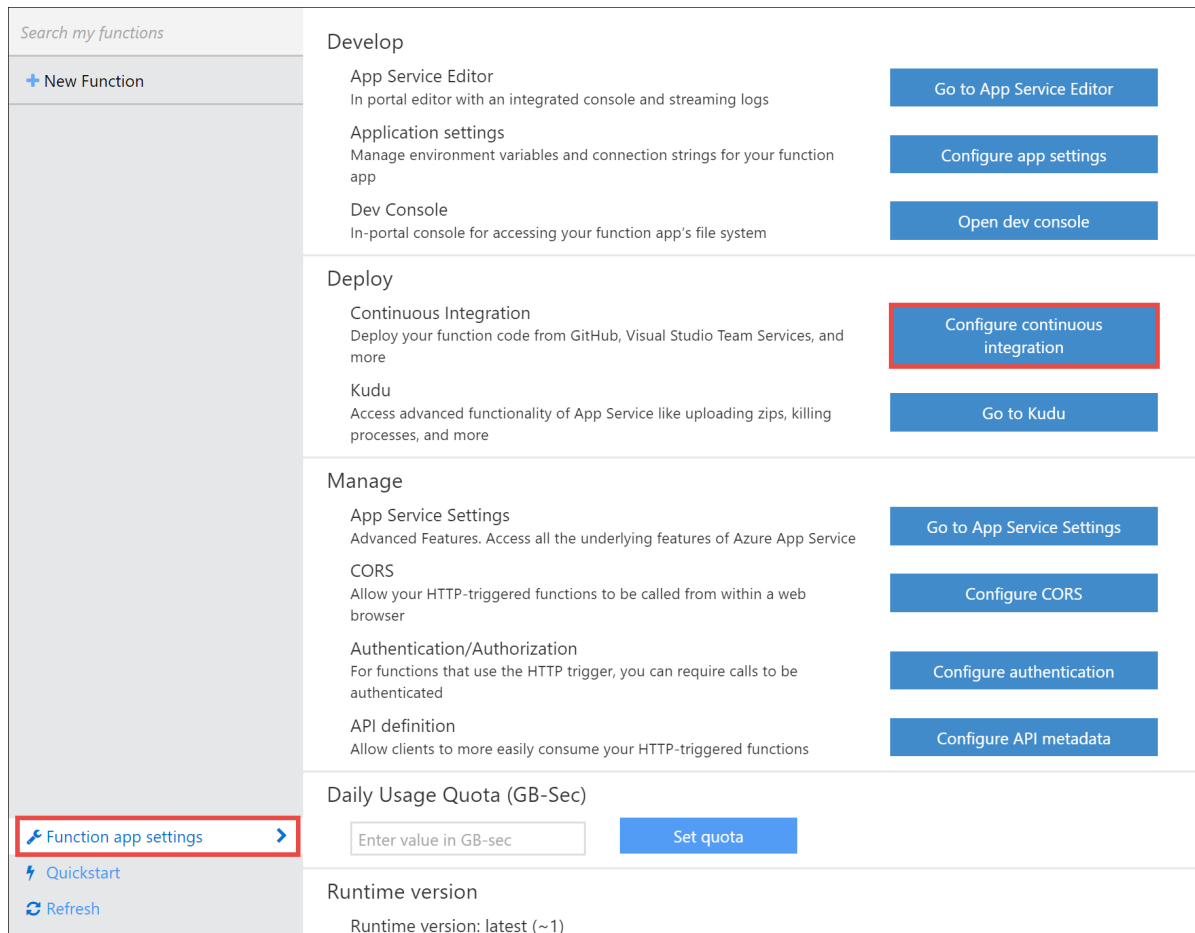 Search my functions
New Function
Develop
App Service Editor
In portal editor with an integrated console and streaming logs
Go to App Service Editor
Application settings
Manage environment variables and connection strings for your function
app
Configure app settings
Dev Console
In-portal console for accessing your function app's file system
Open dev console
Deploy
Continuous Integration
Deploy your function code from GitHub, Visual Studio Team Services, and
more
Configure continuous
integration
Kudu
Access advanced functionality of App Service like uploading zips, killing
processes, and more
Go to Kudu
Manage
App Service Settings
Advanced Features. Access all the underlying features of Azure App Service
Go to App Service Settings
CORS
Allow your HTTP-triggered functions to be called from within a web
browser
Configure CORS
Authentication/Authorization
For functions that use the HTTP trigger, you can require calls to be
authenticated
Configure authentication
API definition
Allow clients to more easily consume your HTTP-triggered functions
Configure API metadata
Daily Usage Quota (GB-Sec)
Enter value in GB-sec
Set quota
Runtime version
Runtime version: latest (~1)
Function app settings
Quickstart
Refresh